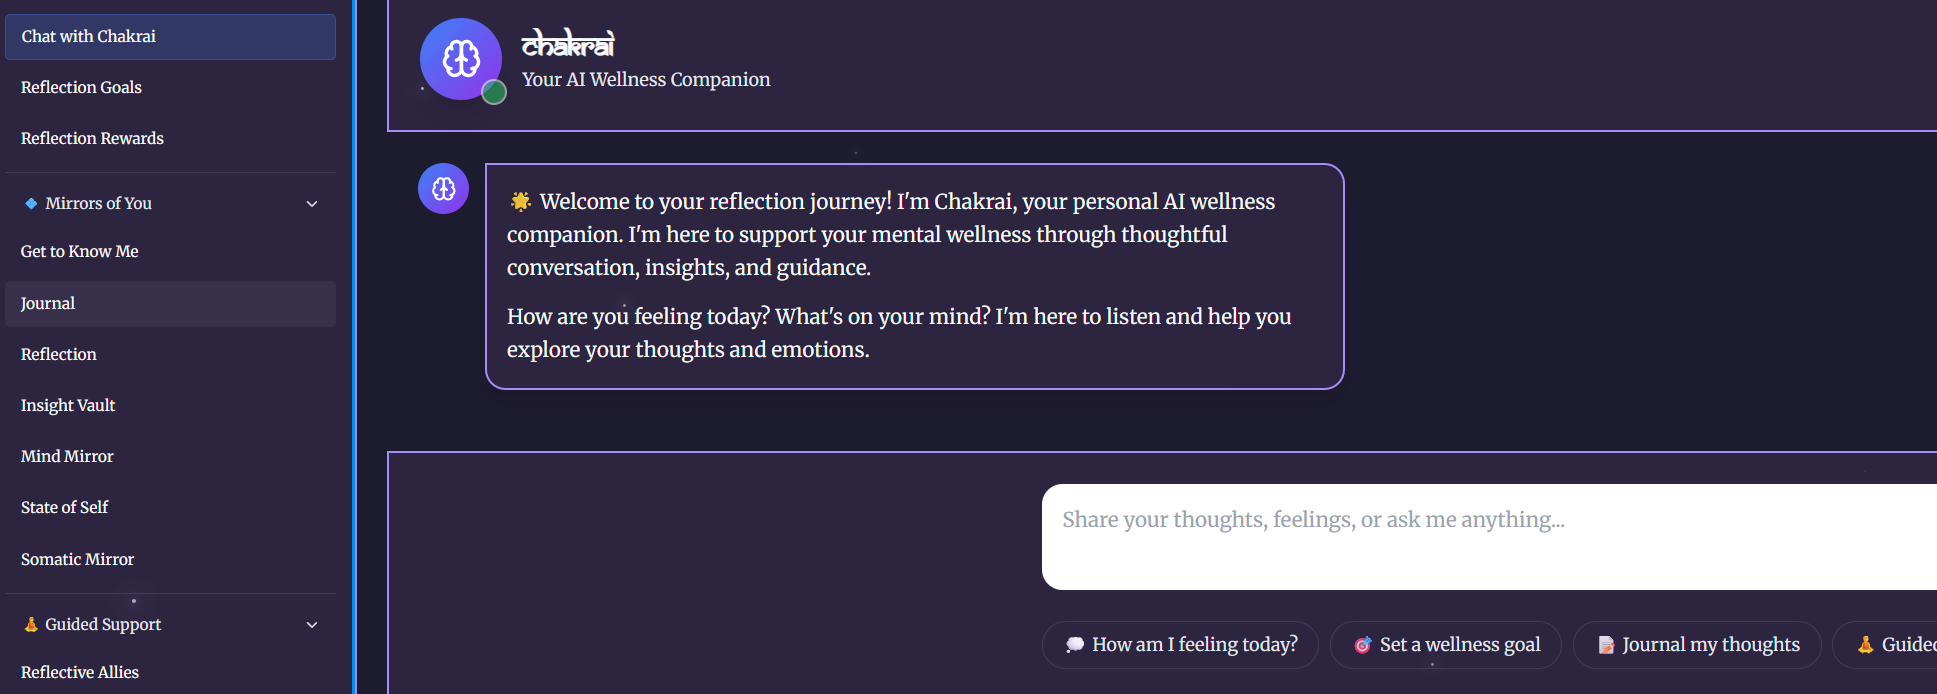 Chat with Chakrai
Reflection Goals
Reflection Rewards
Mirrors of You
Get to Know Me
Journal
Reflection
Insight Vault
Mind Mirror
State of Self
Somatic Mirror
Guided Support
Reflective Allies
chakrai
Your AI Wellness Companion
🌟 Welcome to your reflection journey! I'm Chakrai, your personal AI wellness
companion. I'm here to support your mental wellness through thoughtful
conversation, insights, and guidance.
How are you feeling today? What's on your mind? I'm here to listen and help you
explore your thoughts and emotions.
Share your thoughts, feelings, or ask me anything...
💭 How am I feeling today?
🎯 Set a wellness goal
📝 Journal my thoughts
🧘 Guided